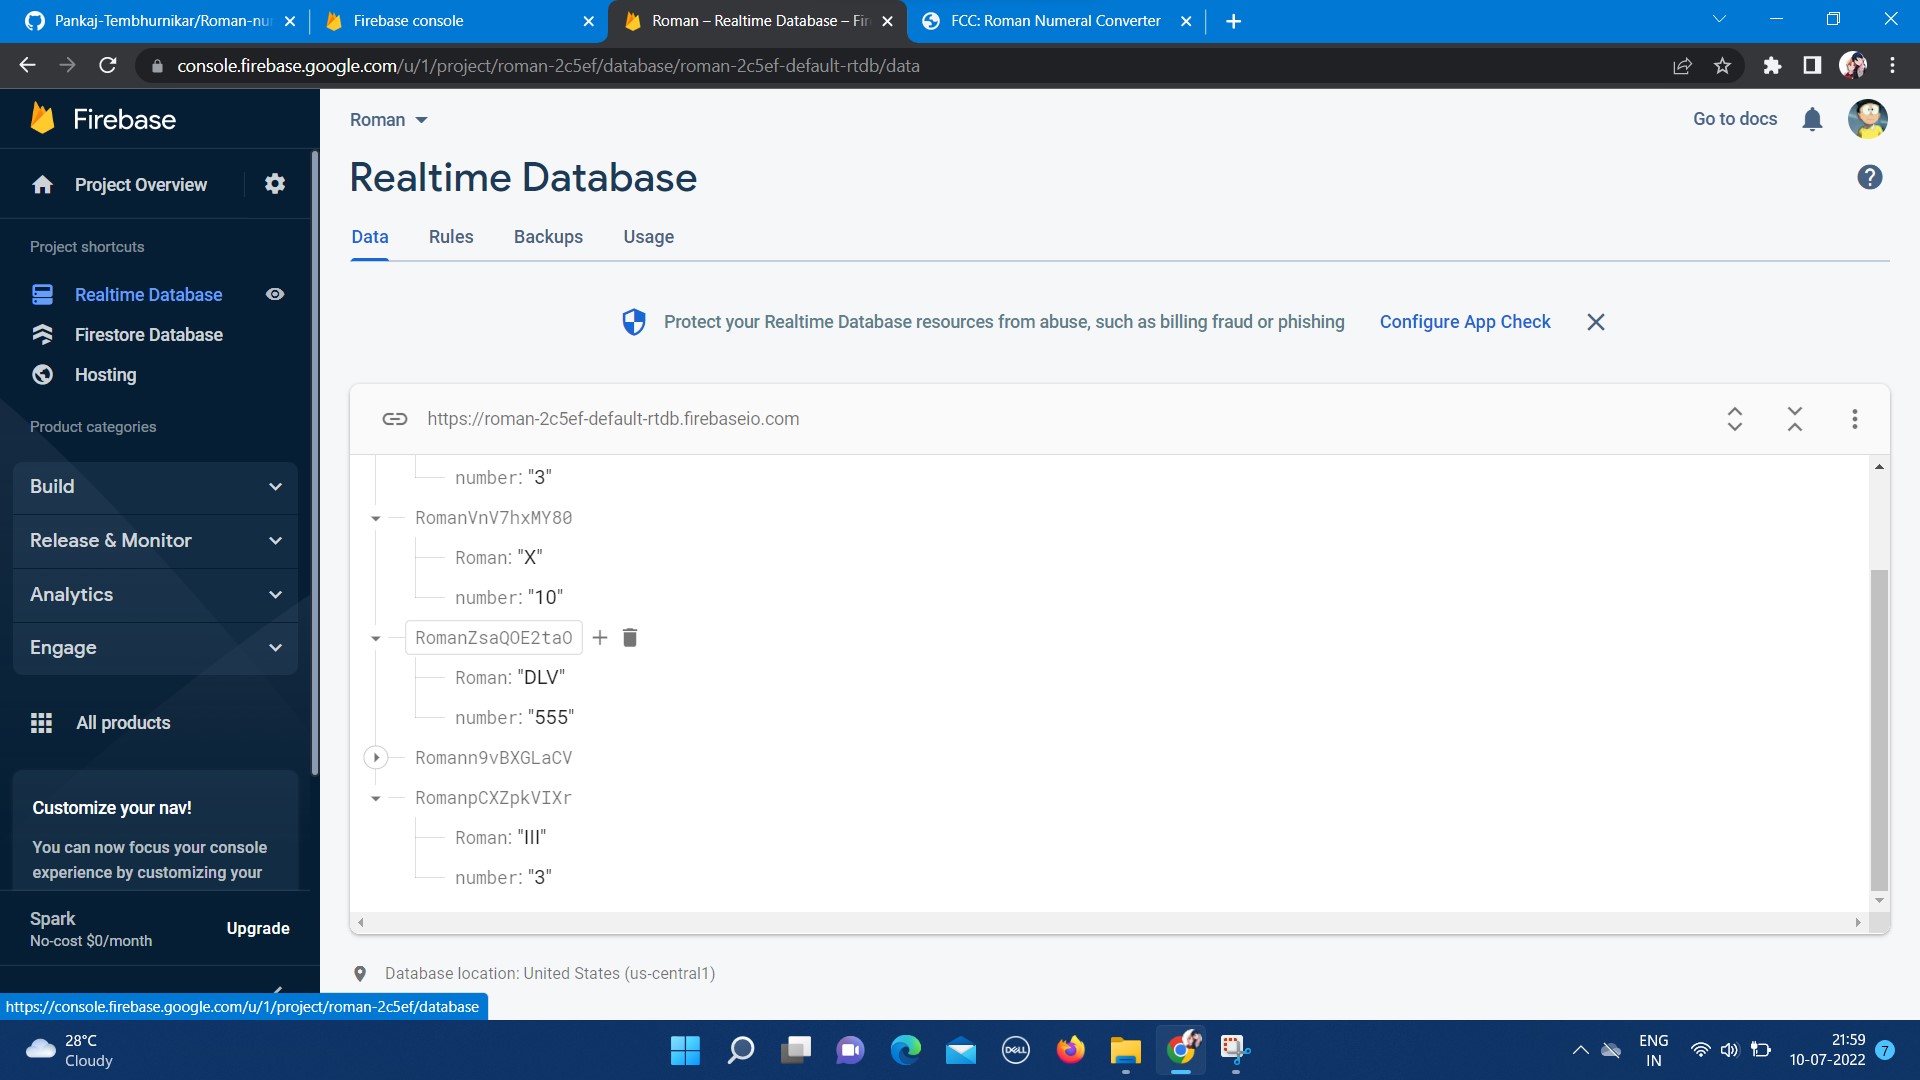 Pankaj-Tembhurnikar/Roman-nu
Firebase console
Roman – Realtime Database – Fir
FCC: Roman Numeral Converter
console.firebase.google.com/u/1/project/roman-2c5ef/database/roman-2c5ef-default-rtdb/data
Firebase
Roman
Go to docs
Project Overview
Realtime Database
Data Rules Backups Usage
Project shortcuts
Realtime Database
Firestore Database
Hosting
Product categories
Build
Release & Monitor
Analytics
Engage
All products
Customize your nav!
You can now focus your console
experience by customizing your
Spark
No-cost $0/month
Upgrade
Protect your Realtime Database resources from abuse, such as billing fraud or phishing Configure App Check
https://roman-2c5ef-default-rtdb.firebaseio.com
number: "3"
RomanVnV7hxMY80
Roman: "X"
number: "10"
RomanZsaQOE2taO
Roman: "DLV"
number: "555"
Romann9vBXGLaCV
RomanpCXZpkVIXr
Roman: "III"
number: "3"
Database location: United States (us-central1)
https://console.firebase.google.com/u/1/project/roman-2c5ef/database
28°C
Cloudy
DELL
ENG
IN
21:59
10-07-2022
7